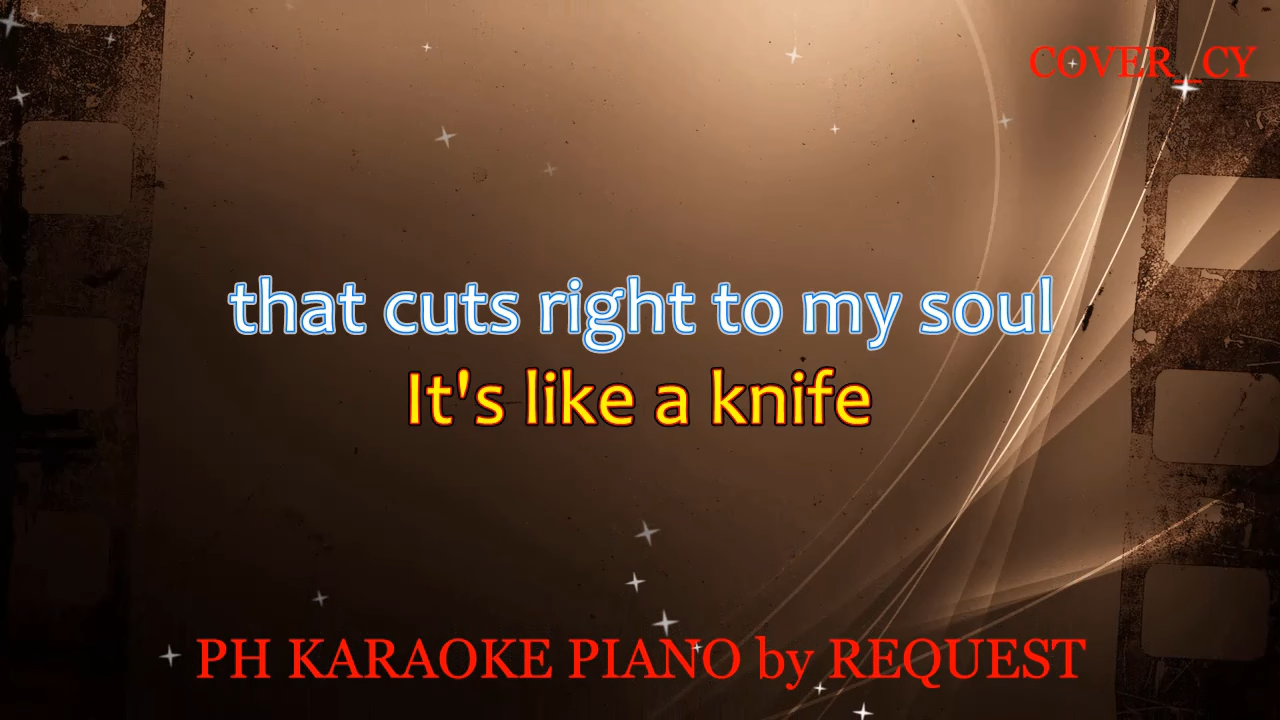 COVER_CY
that cuts right to my soul
It's like a knife
PH KARAOKE PIANO by REQUEST